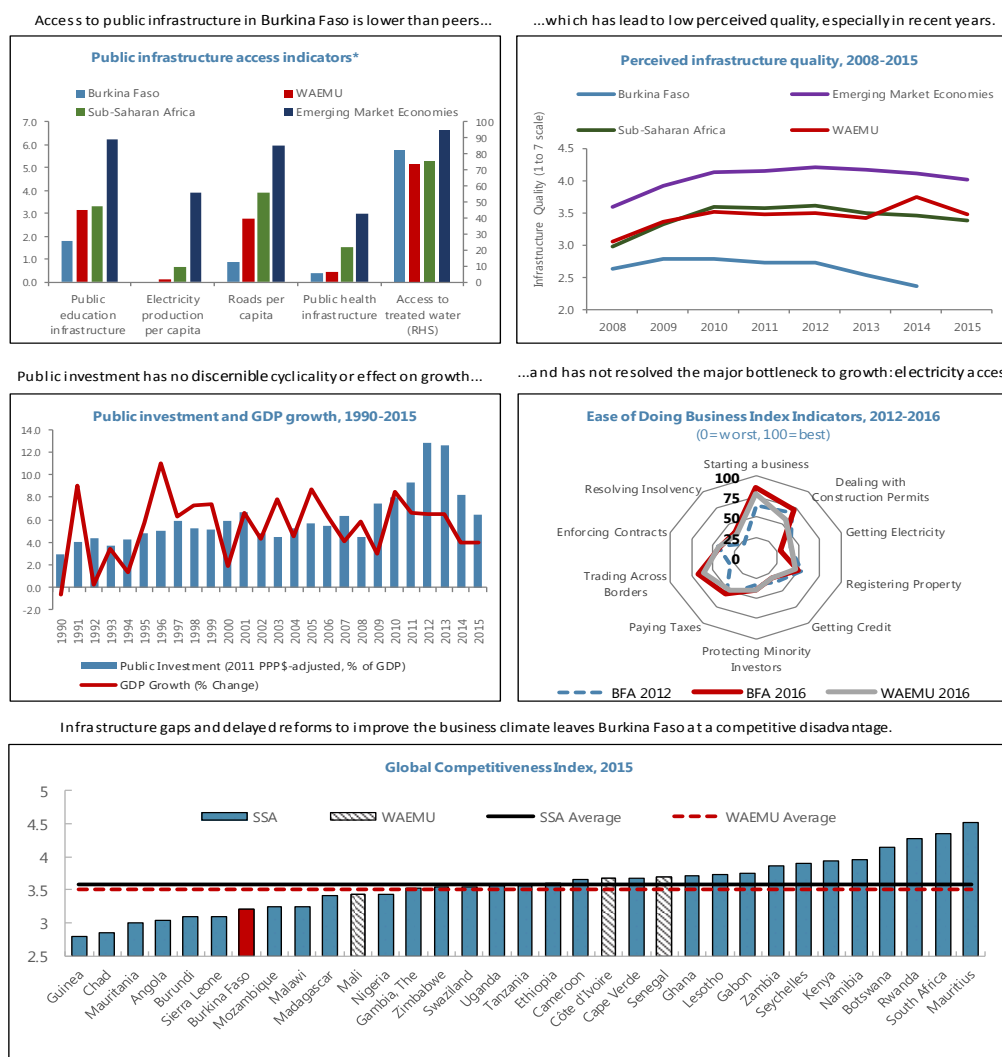 Access to public infrastructure in Burkina Faso is lower than peers...
...which has lead to low perceived quality, especially in recent years.
Public infrastructure access indicators*
Burkina Faso
WAEMU
Sub-Saharan Africa
Emerging Market Economies
7.0
6.0
5.0
4.0
3.0
2.0
1.0
0.0
100
90
80
70
60
50
40
30
20
10
0
Public education infrastructure
Electricity production per capita
Roads per capita
Public health infrastructure
Access to treated water (RHS)
Perceived infrastructure quality, 2008-2015
Burkina Faso
Emerging Market Economies
Sub-Saharan Africa
WAEMU
Infrastructure Quality (1 to 7 scale)
4.5
4.0
3.5
3.0
2.5
2.0
2008 2009 2010 2011 2012 2013 2014 2015
Public investment has no discernible cyclicality or effect on growth...
...and has not resolved the major bottleneck to growth: electricity acces
Public investment and GDP growth, 1990-2015
14.0
12.0
10.0
8.0
6.0
4.0
2.0
0.0
-2.0
1990 1991 1992 1993 1994 1995 1996 1997 1998 1999 2000 2001 2002 2003 2004 2005 2006 2007 2008 2009 2010 2011 2012 2013 2014 2015
Public Investment (2011 PPP$-adjusted, % of GDP)
GDP Growth (% Change)
Ease of Doing Business Index Indicators, 2012-2016
(0=worst, 100=best)
Starting a business
Dealing with
Construction Permits
Getting Electricity
Registering Property
Getting Credit
Protecting Minority
Investors
Paying Taxes
Trading Across
Borders
Enforcing Contracts
Resolving Insolvency
100
75
50
25
0
BFA 2012
BFA 2016
WAEMU 2016
Infrastructure gaps and delayed reforms to improve the business climate leaves Burkina Faso at a competitive disadvantage.
Global Competitiveness Index, 2015
SSA
WAEMU
SSA Average
WAEMU Average
5
4.5
4
3.5
3
2.5
Guinea
Chad
Mauritania
Angola
Burundi
Sierra Leone
Burkina Faso
Mozambique
Malawi
Madagascar
Mali
Nigeria
Gambia, The
Zimbabwe
Swaziland
Uganda
Tanzania
Ethiopia
Cameroon
Côte d'Ivoire
Cape Verde
Senegal
Ghana
Lesotho
Gabon
Zambia
Seychelles
Kenya
Namibia
Botswana
Rwanda
South Africa
Mauritius